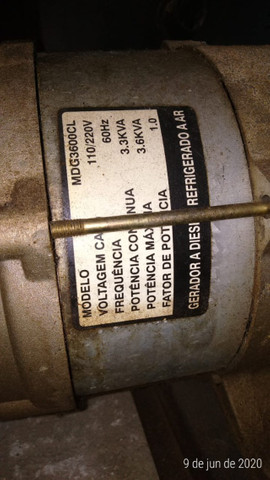 MODELO MDG3600CL
VOLTAGEM CA 110/220V
FREQUÊNCIA 60Hz
POTÊNCIA CONTINUA 3.3KVA
POTÊNCIA MÁXIMA 3.6KVA
FATOR DE POTÊNCIA 1.0
GERADOR A DIESEL REFRIGERADO A AR
9 de jun de 2020